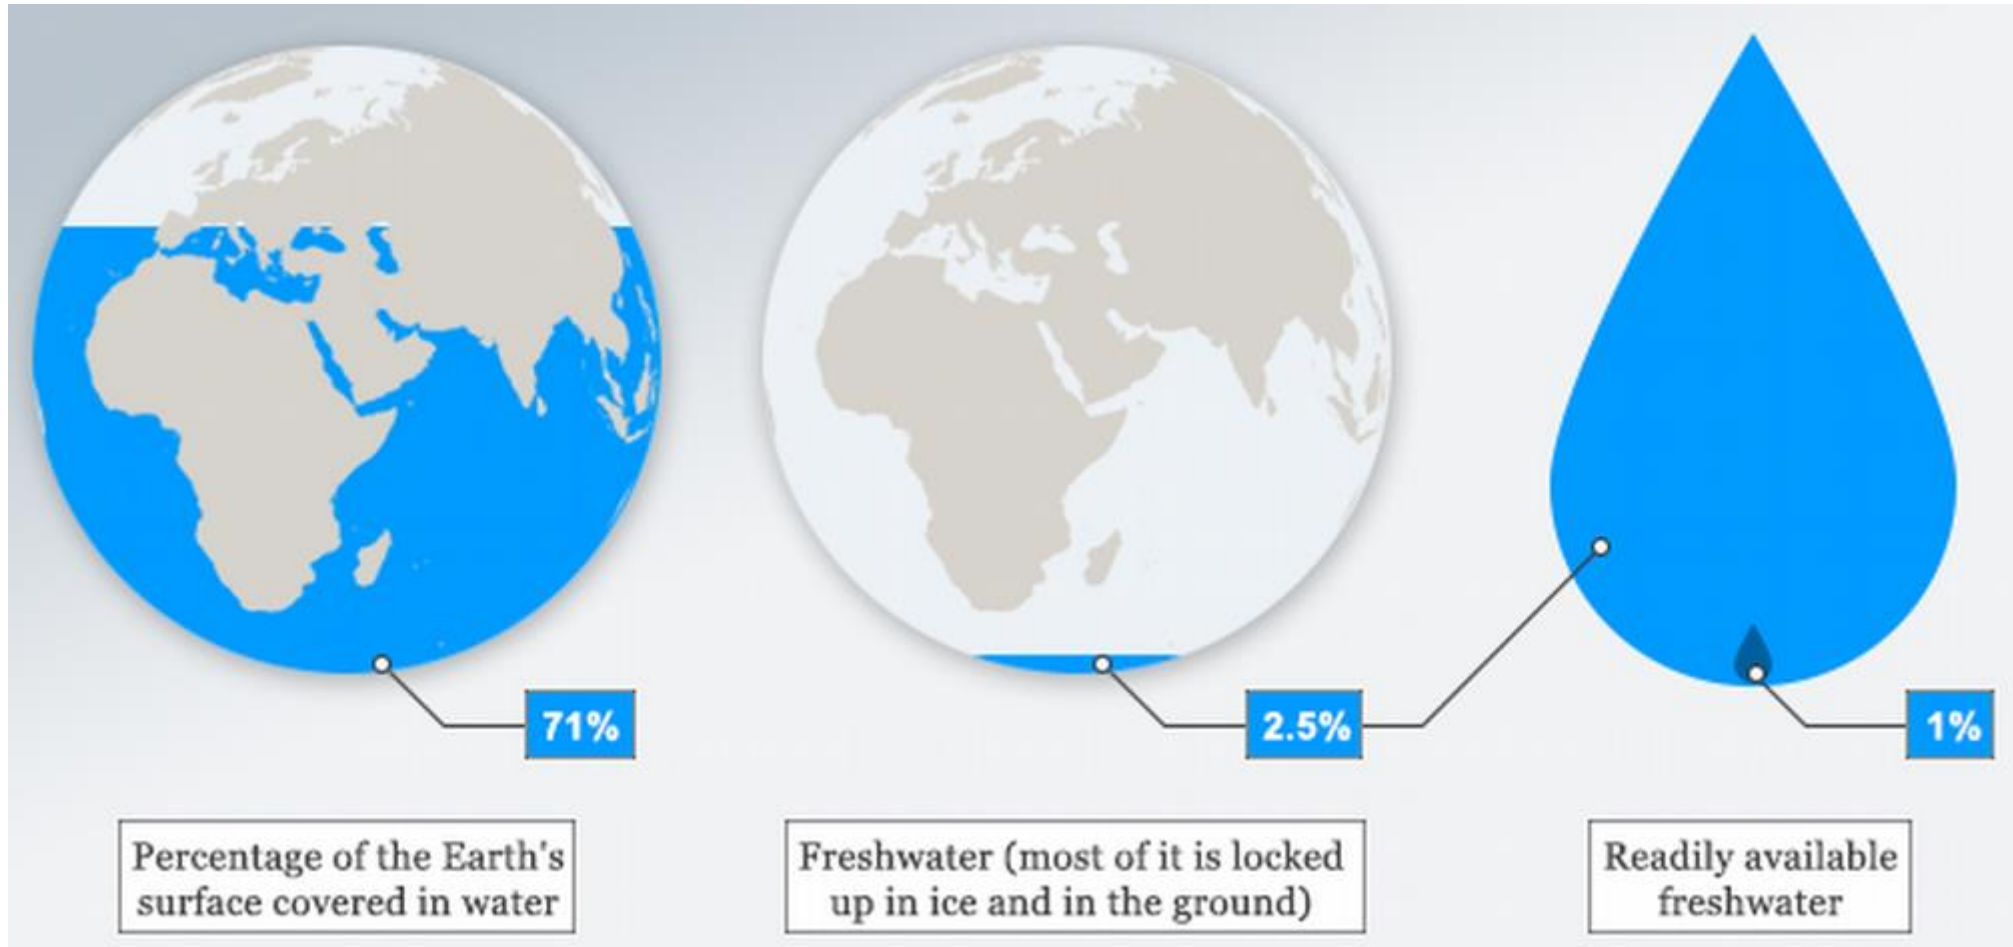 71%
2.5%
1%
Percentage of the Earth's
surface covered in water
Freshwater (most of it is locked
up in ice and in the ground)
Readily available
freshwater